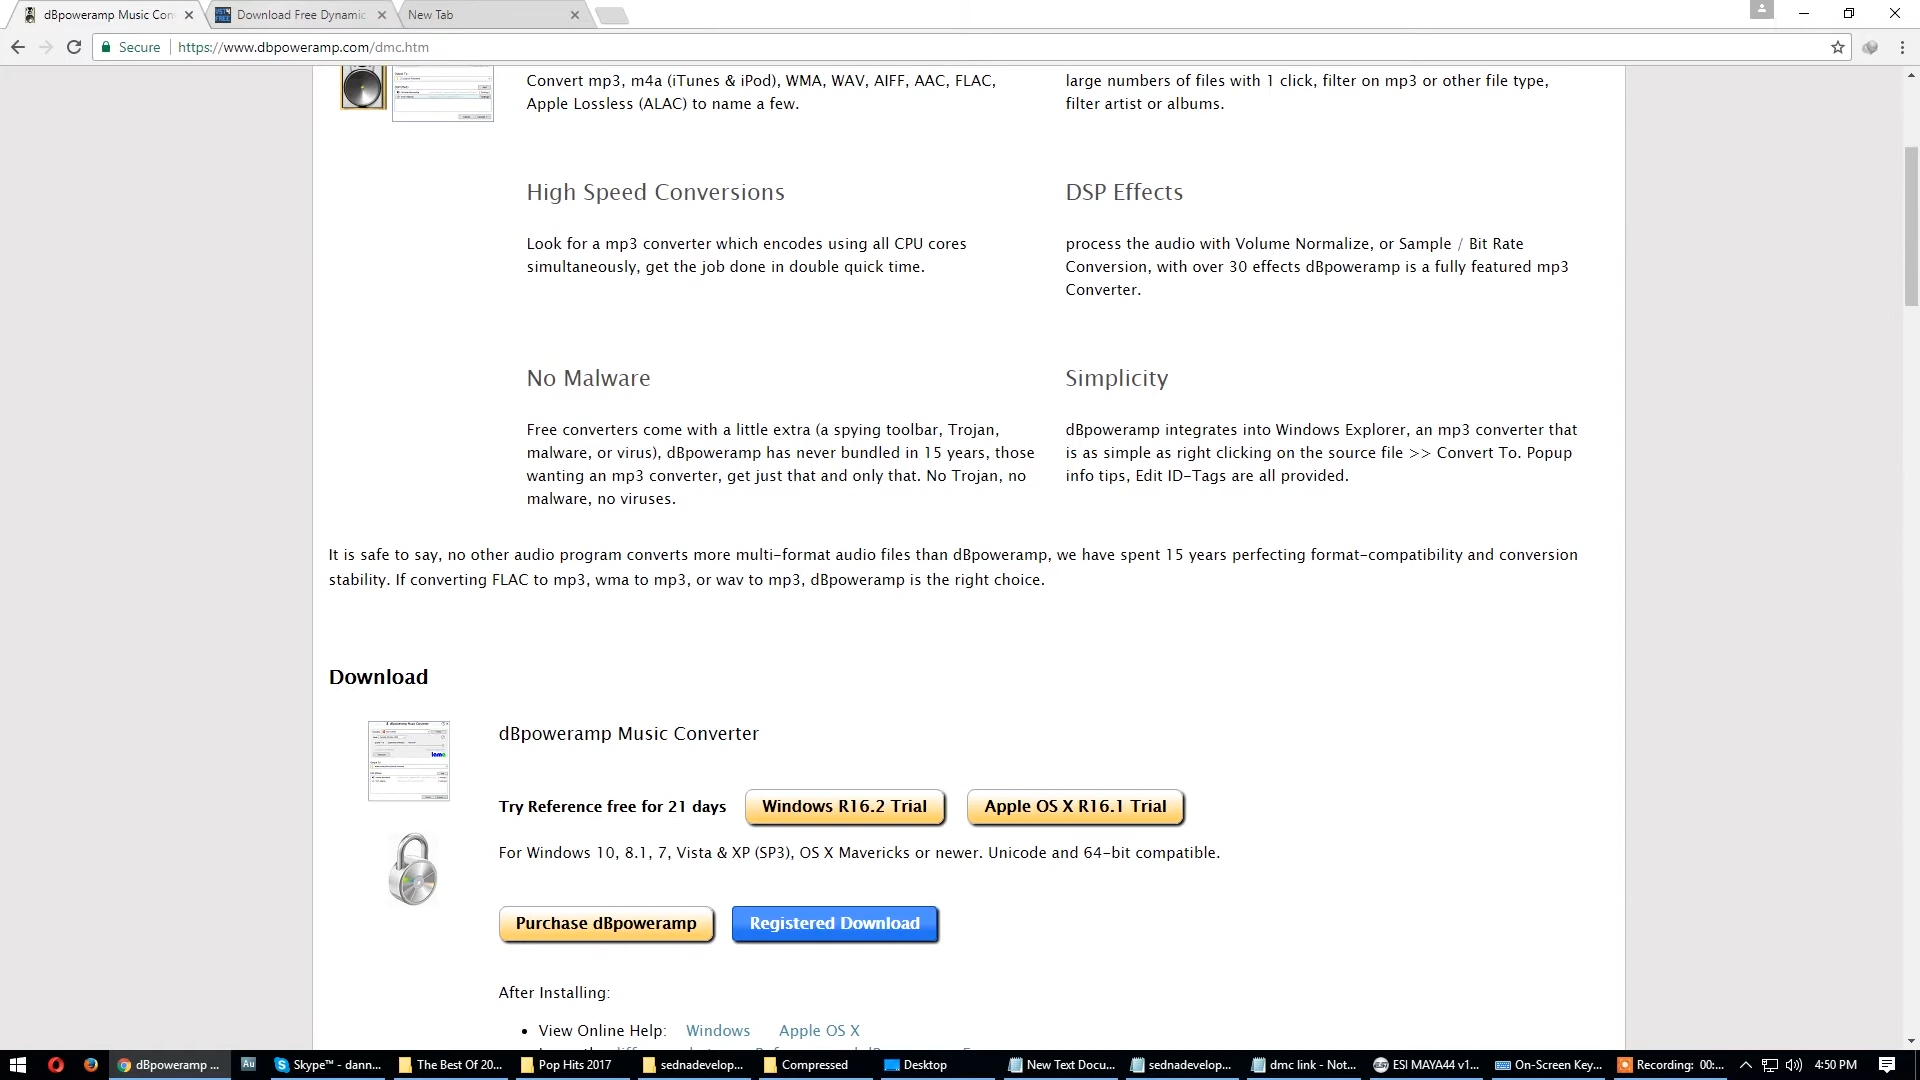 dBpoweramp Music Con
Download Free Dynamic
New Tab
Secure
https://www.dbpoweramp.com/dmc.htm
Convert mp3, m4a (iTunes & iPod), WMA, WAV, AIFF, AAC, FLAC,
Apple Lossless (ALAC) to name a few.
large numbers of files with 1 click, filter on mp3 or other file type,
filter artist or albums.
High Speed Conversions
Look for a mp3 converter which encodes using all CPU cores
simultaneously, get the job done in double quick time.
DSP Effects
process the audio with Volume Normalize, or Sample / Bit Rate
Conversion, with over 30 effects dBpoweramp is a fully featured mp3
Converter.
No Malware
Free converters come with a little extra (a spying toolbar, Trojan,
malware, or virus), dBpoweramp has never bundled in 15 years, those
wanting an mp3 converter, get just that and only that. No Trojan, no
malware, no viruses.
Simplicity
dBpoweramp integrates into Windows Explorer, an mp3 converter that
is as simple as right clicking on the source file >> Convert To. Popup
info tips, Edit ID-Tags are all provided.
It is safe to say, no other audio program converts more multi-format audio files than dBpoweramp, we have spent 15 years perfecting format-compatibility and conversion
stability. If converting FLAC to mp3, wma to mp3, or wav to mp3, dBpoweramp is the right choice.
Download
dBpoweramp Music Converter
Try Reference free for 21 days
Windows R16.2 Trial
Apple OS X R16.1 Trial
For Windows 10, 8.1, 7, Vista & XP (SP3), OS X Mavericks or newer. Unicode and 64-bit compatible.
Purchase dBpoweramp
Registered Download
After Installing:
• View Online Help: Windows Apple OS X
dBpoweramp ...
Au
Skype™ - dann...
The Best Of 20...
Pop Hits 2017
sednadevelop...
Compressed
Desktop
New Text Docu...
sednadevelop...
dmc link - Not...
ESI MAYA44 v1...
On-Screen Key...
Recording: 00:...
4:50 PM